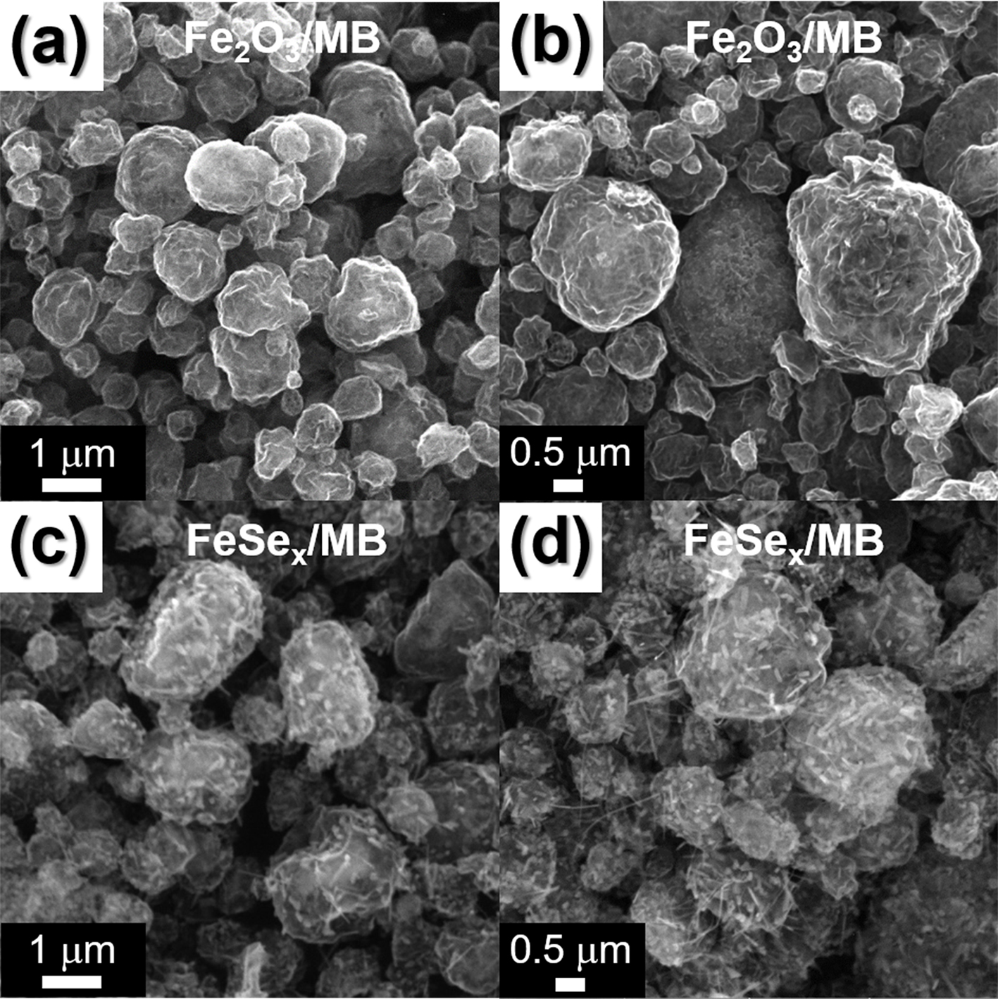 (a) Fe₂O₃/MB
1 μm
(b) Fe₂O₃/MB
0.5 μm
(c) FeSeₓ/MB
1 μm
(d) FeSeₓ/MB
0.5 μm